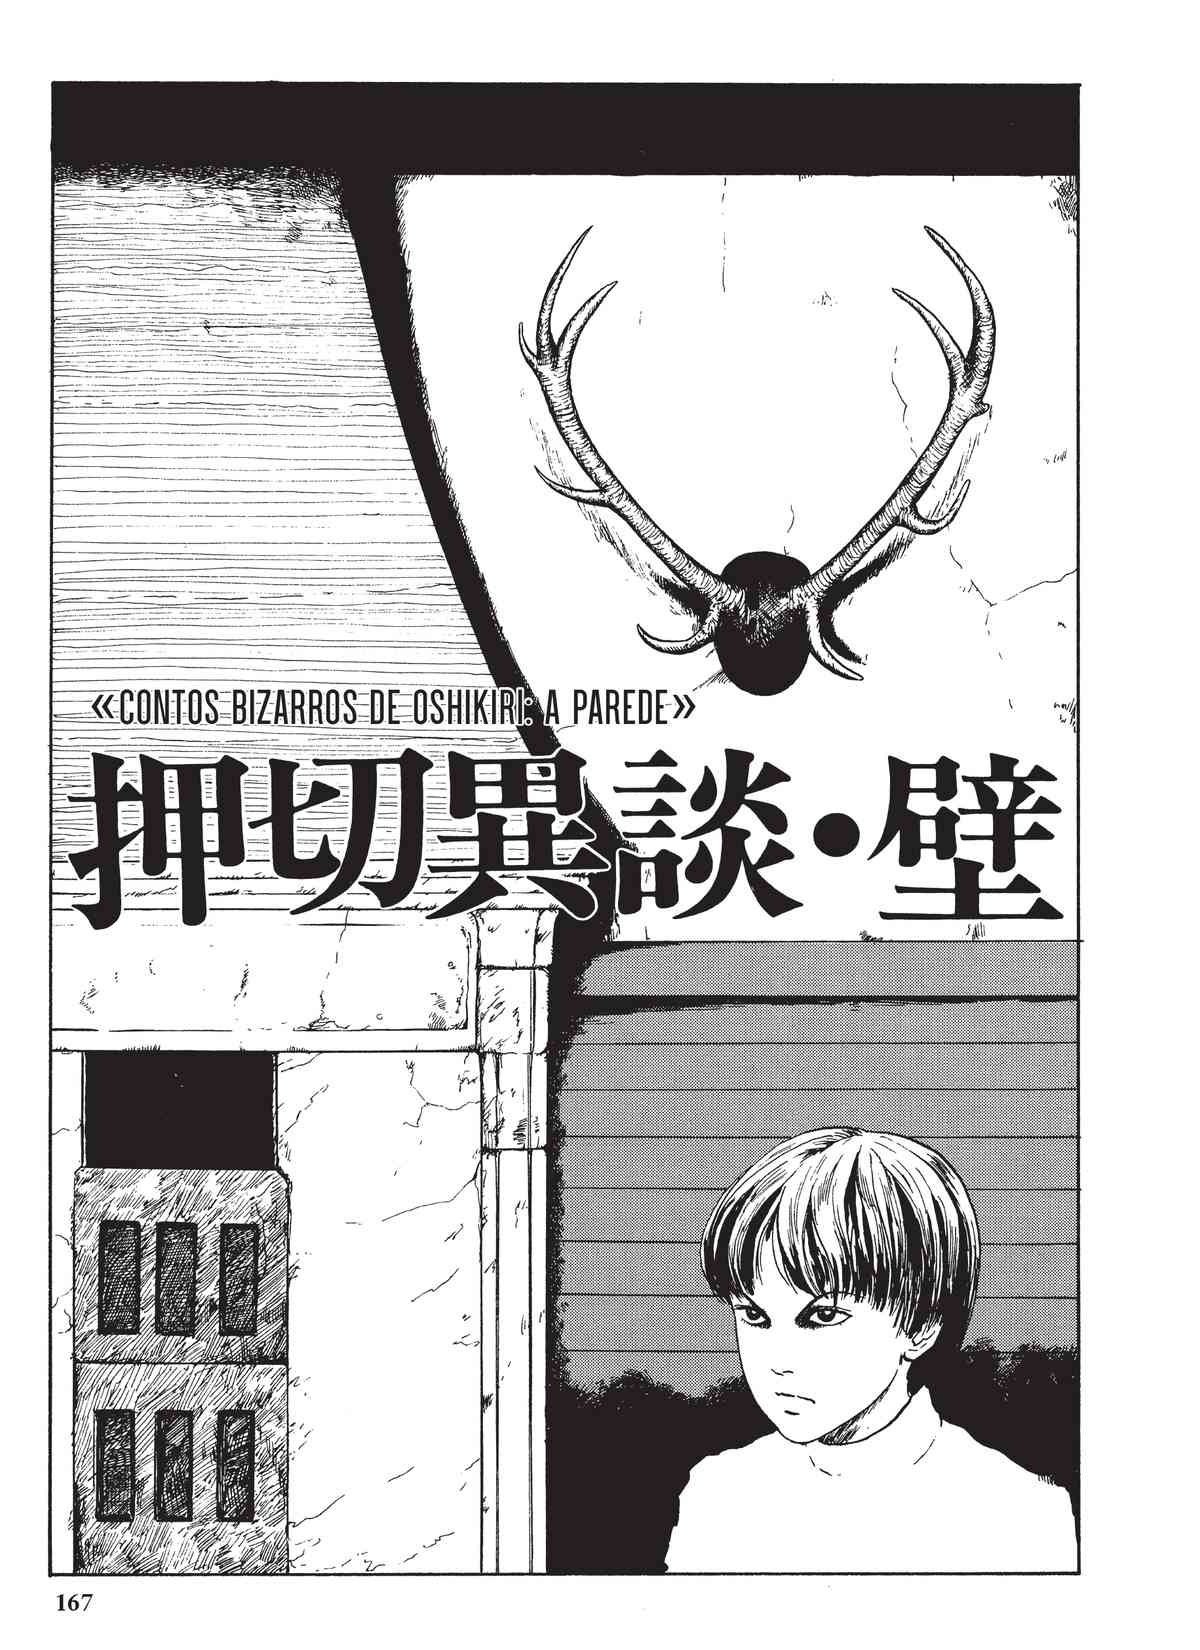 «CONTOS BIZARROS DE OSHIKIRI: A PAREDE»
押切異談・壁
167